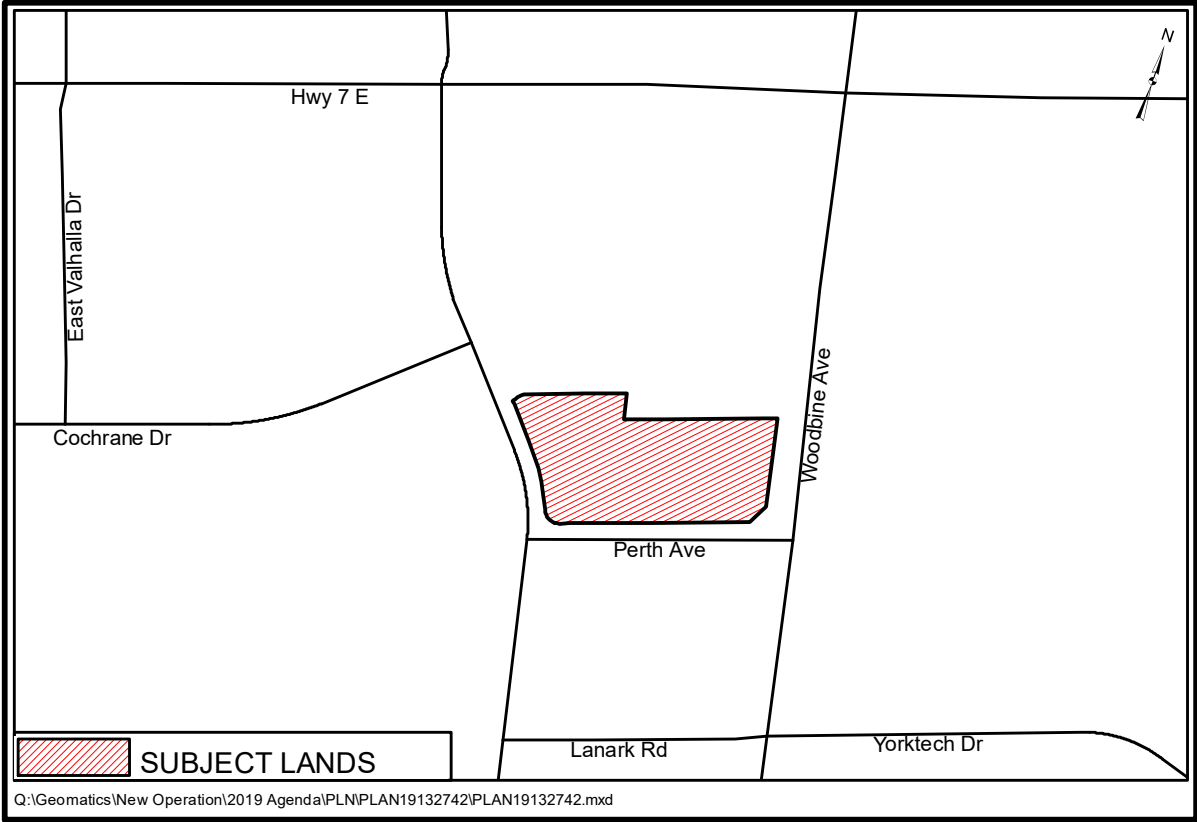 N
Hwy 7 E
East Valhalla Dr
Woodbine Ave
Cochrane Dr
Perth Ave
Lanark Rd
Yorktech Dr
SUBJECT LANDS
Q:\Geomatics\New Operation\2019 Agenda\PLN\PLAN19132742\PLAN19132742.mxd